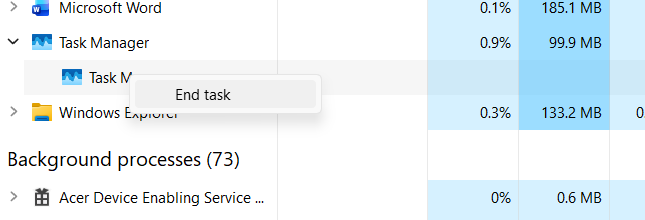 Microsoft Word 0.1% 185.1 MB
Task Manager 0.9% 99.9 MB
Task M
End task
Windows Explorer 0.3% 133.2 MB 0.
Background processes (73)
Acer Device Enabling Service ... 0% 0.6 MB